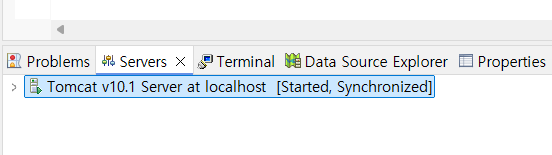 Problems Servers Terminal Data Source Explorer Properties
Tomcat v10.1 Server at localhost [Started, Synchronized]